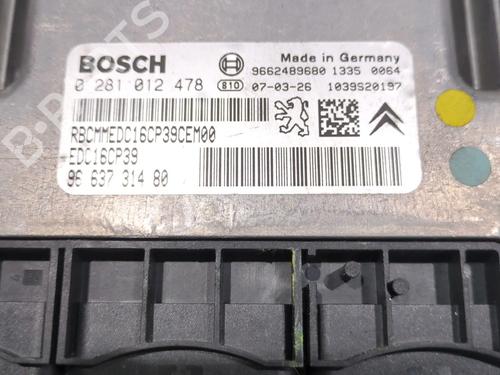 BOSCH
Made in Germany
9662489680 1335 0064
0 281 012 478
810 07-03-26 1039S20197
RBCMMEDC16CP39CEM00
EDC16CP39
96 637 314 80
B-PARTS